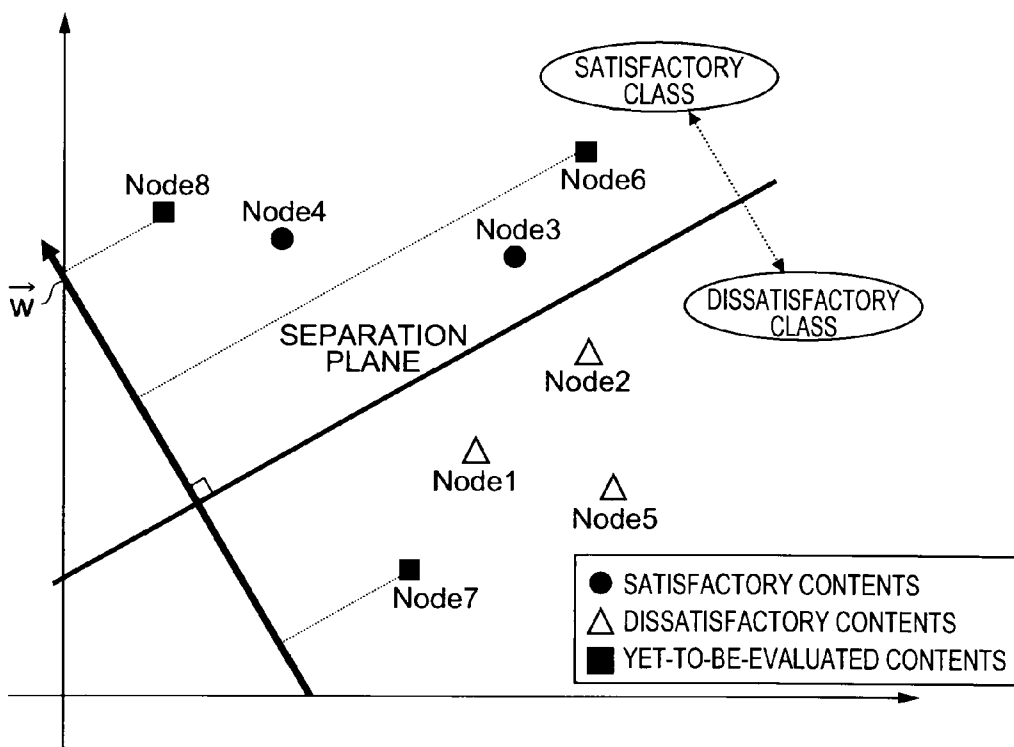 SATISFACTORY
CLASS
Node8
Node4
Node6
Node3
w
SEPARATION
PLANE
DISSATISFACTORY
CLASS
Node2
Node1
Node5
Node7
SATISFACTORY CONTENTS
DISSATISFACTORY CONTENTS
YET-TO-BE-EVALUATED CONTENTS